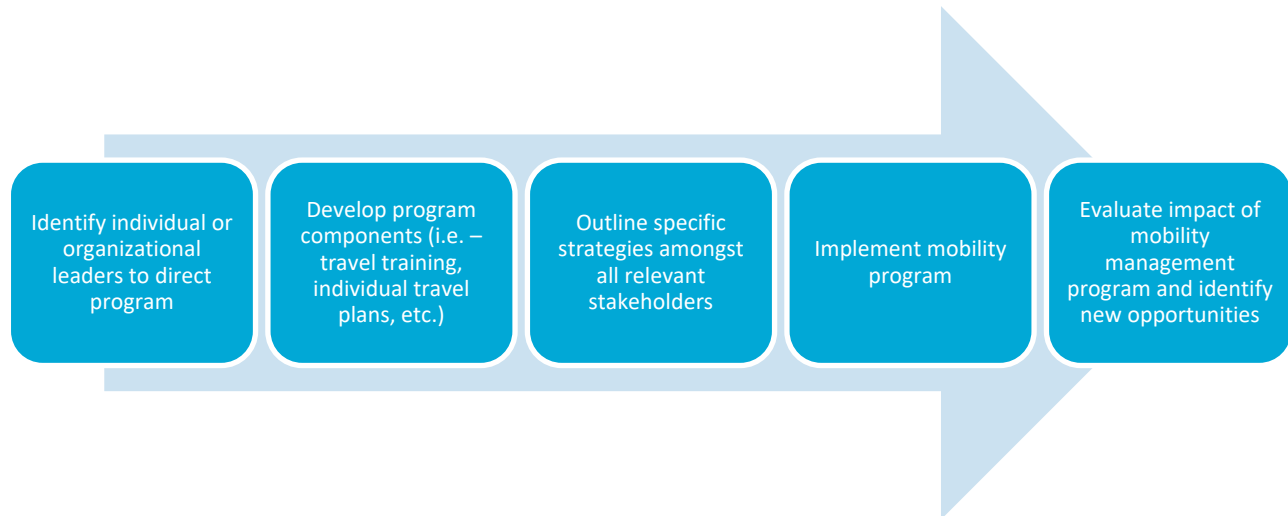 Identify individual or
organizational
leaders to direct
program
Develop program
components (i.e. –
travel training,
individual travel
plans, etc.)
Outline specific
strategies amongst
all relevant
stakeholders
Implement mobility
program
Evaluate impact of
mobility
management
program and identify
new opportunities